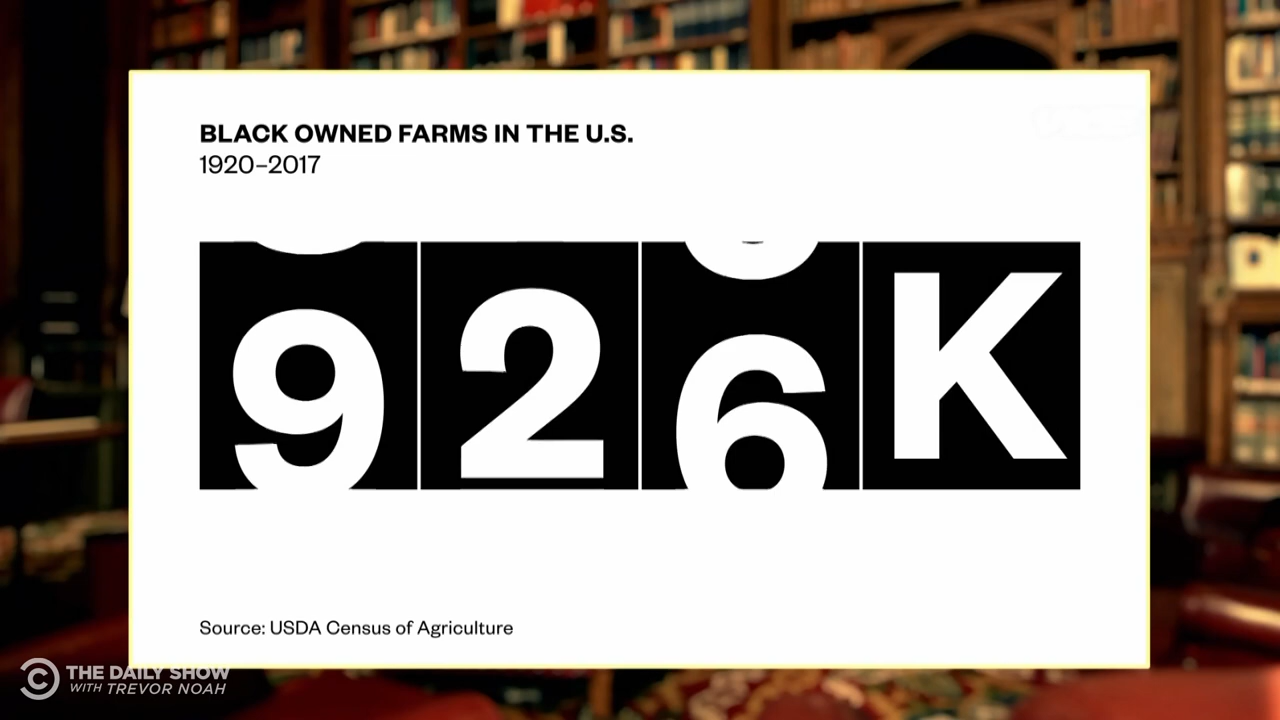 BLACK OWNED FARMS IN THE U.S.
1920–2017
926K
Source: USDA Census of Agriculture
THE DAILY SHOW
WITH TREVOR NOAH